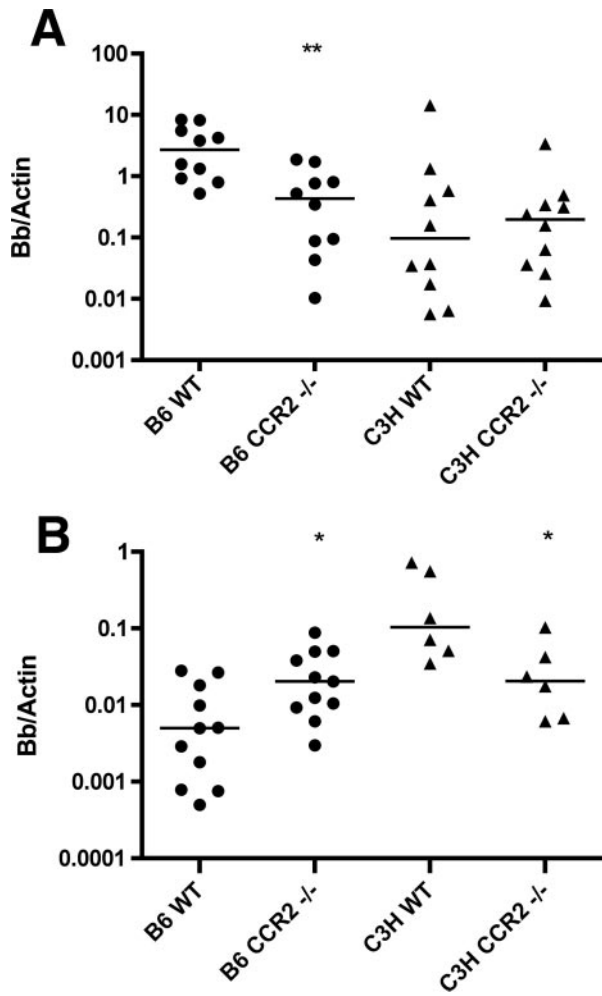 A
**
100
10
1
0.1
0.01
0.001
Bb/Actin
B6 WT
B6 CCR2 -/-
C3H WT
C3H CCR2 -/-
B
*
*
1
0.1
0.01
0.001
0.0001
Bb/Actin
B6 WT
B6 CCR2 -/-
C3H WT
C3H CCR2 -/-